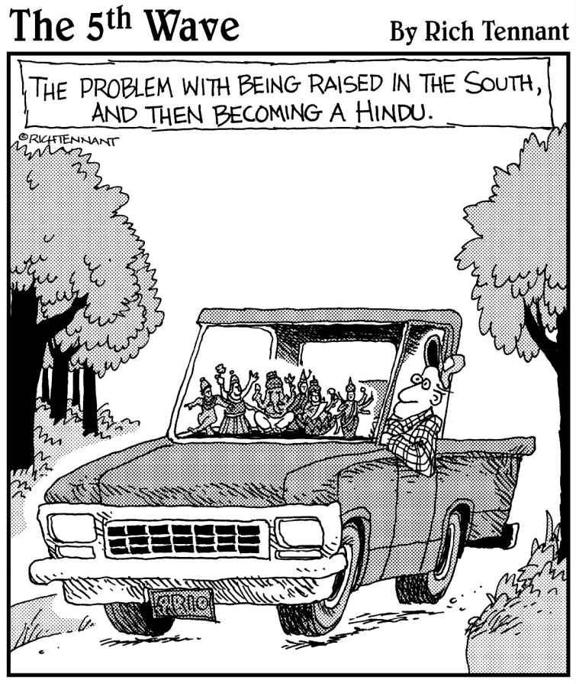 The 5th Wave
By Rich Tennant
THE PROBLEM WITH BEING RAISED IN THE SOUTH,
AND THEN BECOMING A HINDU.
©RICHTENNANT